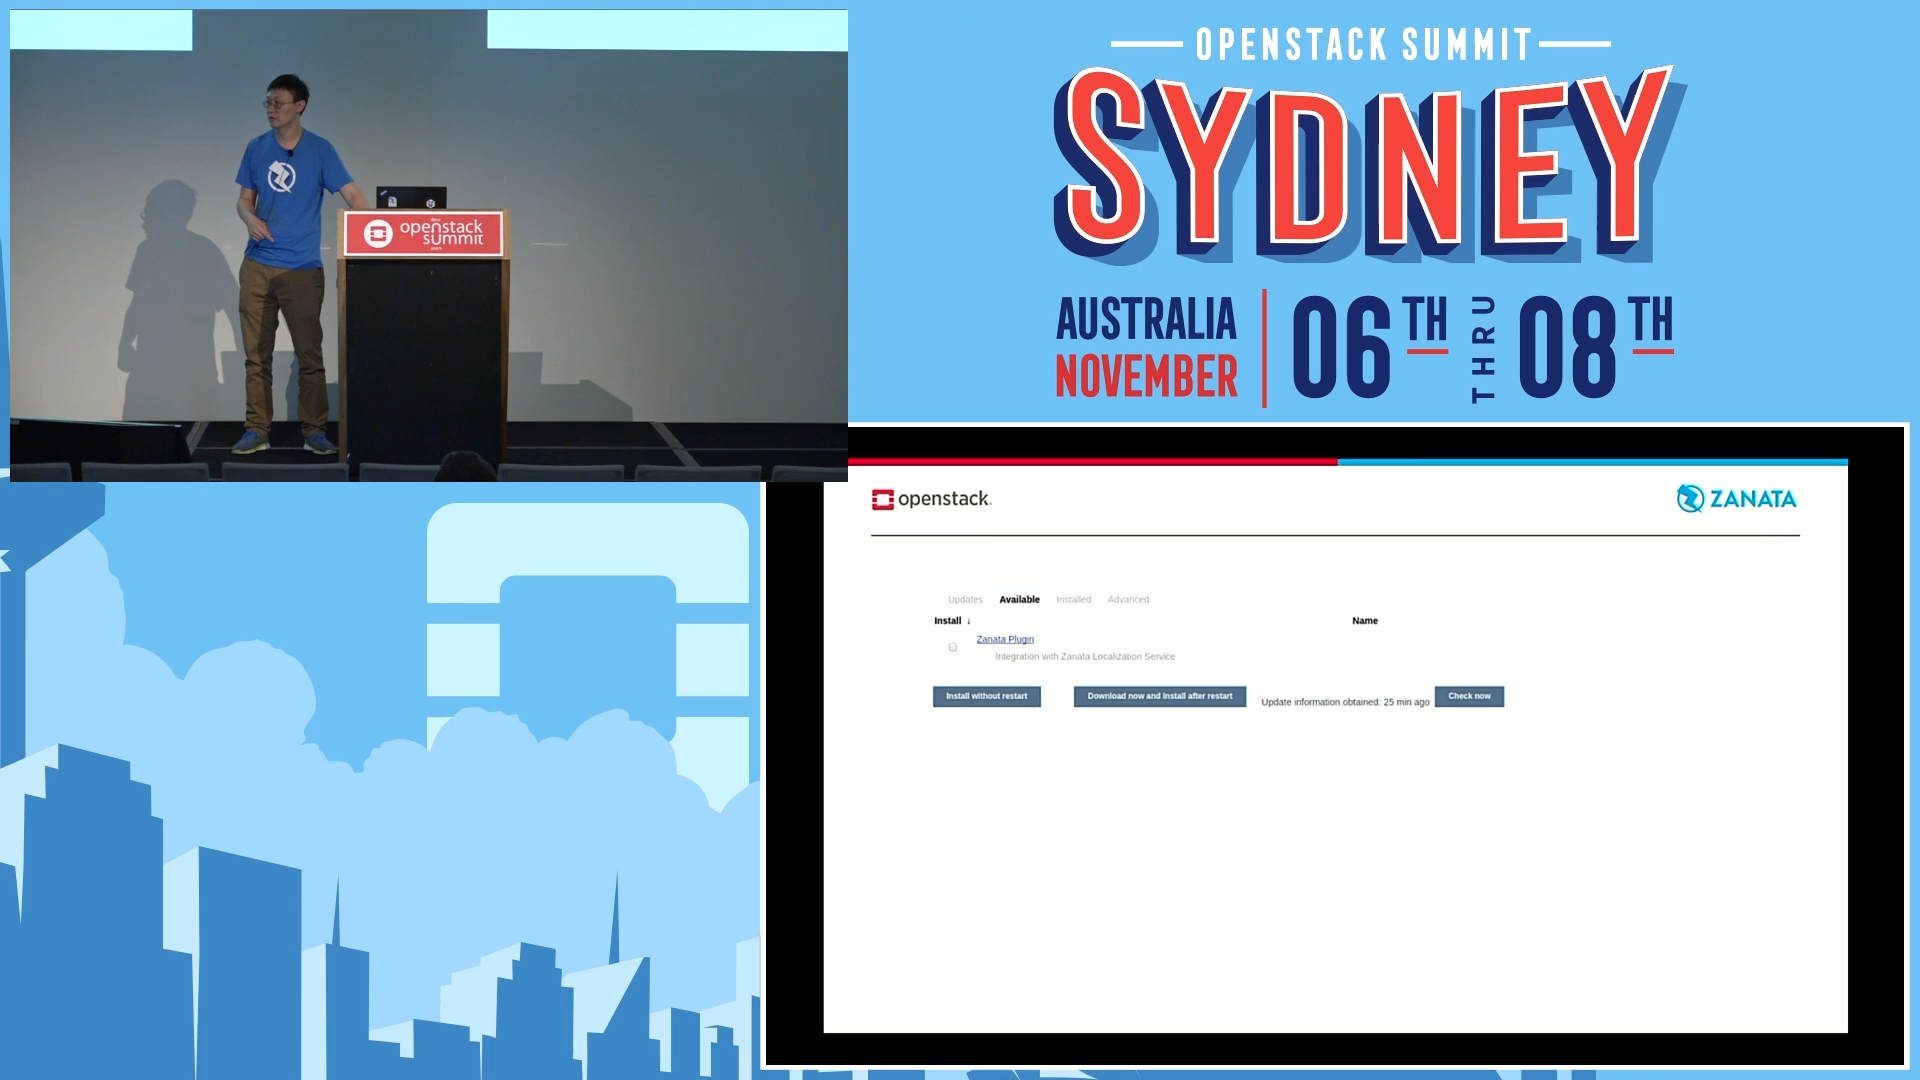 OPENSTACK SUMMIT
SYDNEY
AUSTRALIA
NOVEMBER
06TH THRU 08TH
openstack
summit
openstack.
ZANATA
Updates Available Installed Advanced
Install ↓ Name
Zanata Plugin
Integration with Zanata Localization Service
Install without restart Download now and install after restart Update information obtained: 25 min ago Check now